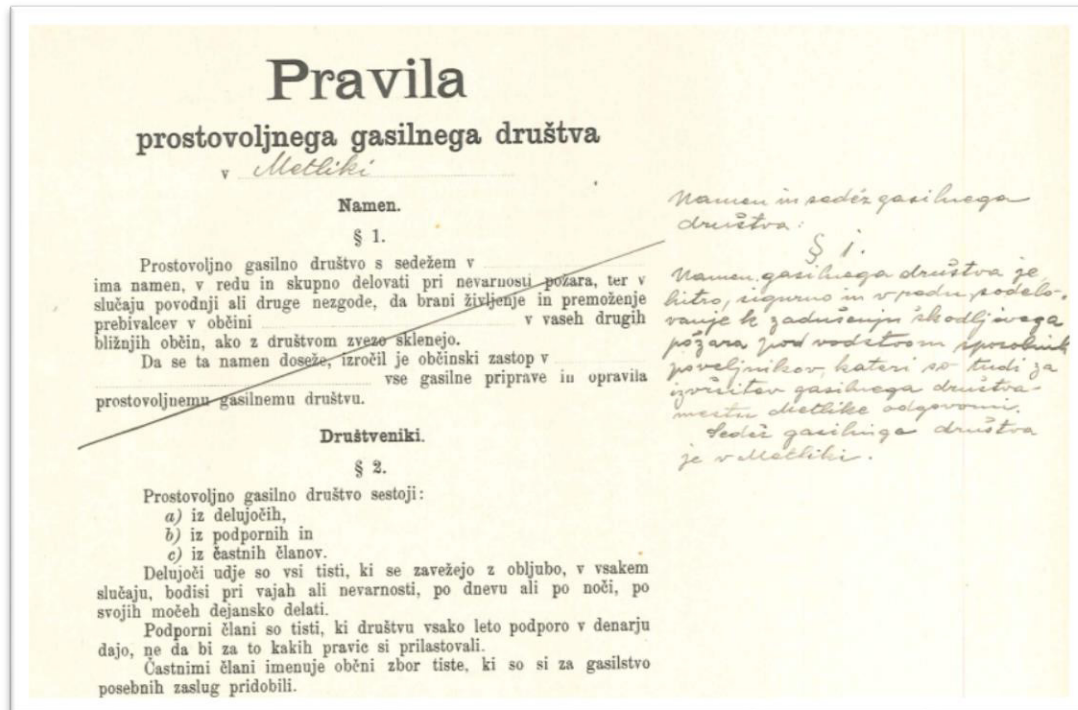 Pravila
prostovoljnega gasilnega društva
v Metliki
Namen.
§ 1.
Prostovoljno gasilno društvo s sedežem v
ima namen, v redu in skupno delovati pri nevarnosti požara, ter v
slučaju povodnji ali druge nezgode, da brani življenje in premoženje
prebivalcev v občini v vaseh drugih
bližnjih občin, ako z društvom zvezo sklenejo.
Da se ta namen doseže, izročil je občinski zastop v
vse gasilne priprave in opravila
prostovoljnemu gasilnemu društvu.
Društveniki.
§ 2.
Prostovoljno gasilno društvo sestoji:
a) iz delujočih,
b) iz podpornih in
c) iz častnih članov.
Delujoči udje so vsi tisti, ki se zavežejo z obljubo, v vsakem
slučaju, bodisi pri vajah ali nevarnosti, po dnevu ali po noči, po
svojih močeh dejansko delati.
Podporni člani so tisti, ki društvu vsako leto podporo v denarju
dajo, ne da bi za to kakih pravic si prilastovali.
Častnimi člani imenuje občni zbor tiste, ki so si za gasilstvo
posebnih zaslug pridobili.
Namen in sedež gasilnega
društva:
§ 1.
Namen gasilnega društva je,
hitro, sigurno in v redu, podelo-
vanje k zadušenju škodljivega
požara pod vodstvom sposobnih
poveljnikov, kateri so tudi za
izvršitev gasilnega društva
mestu Metlike odgovorni.
Sedež gasilnega društva
je v Metliki.